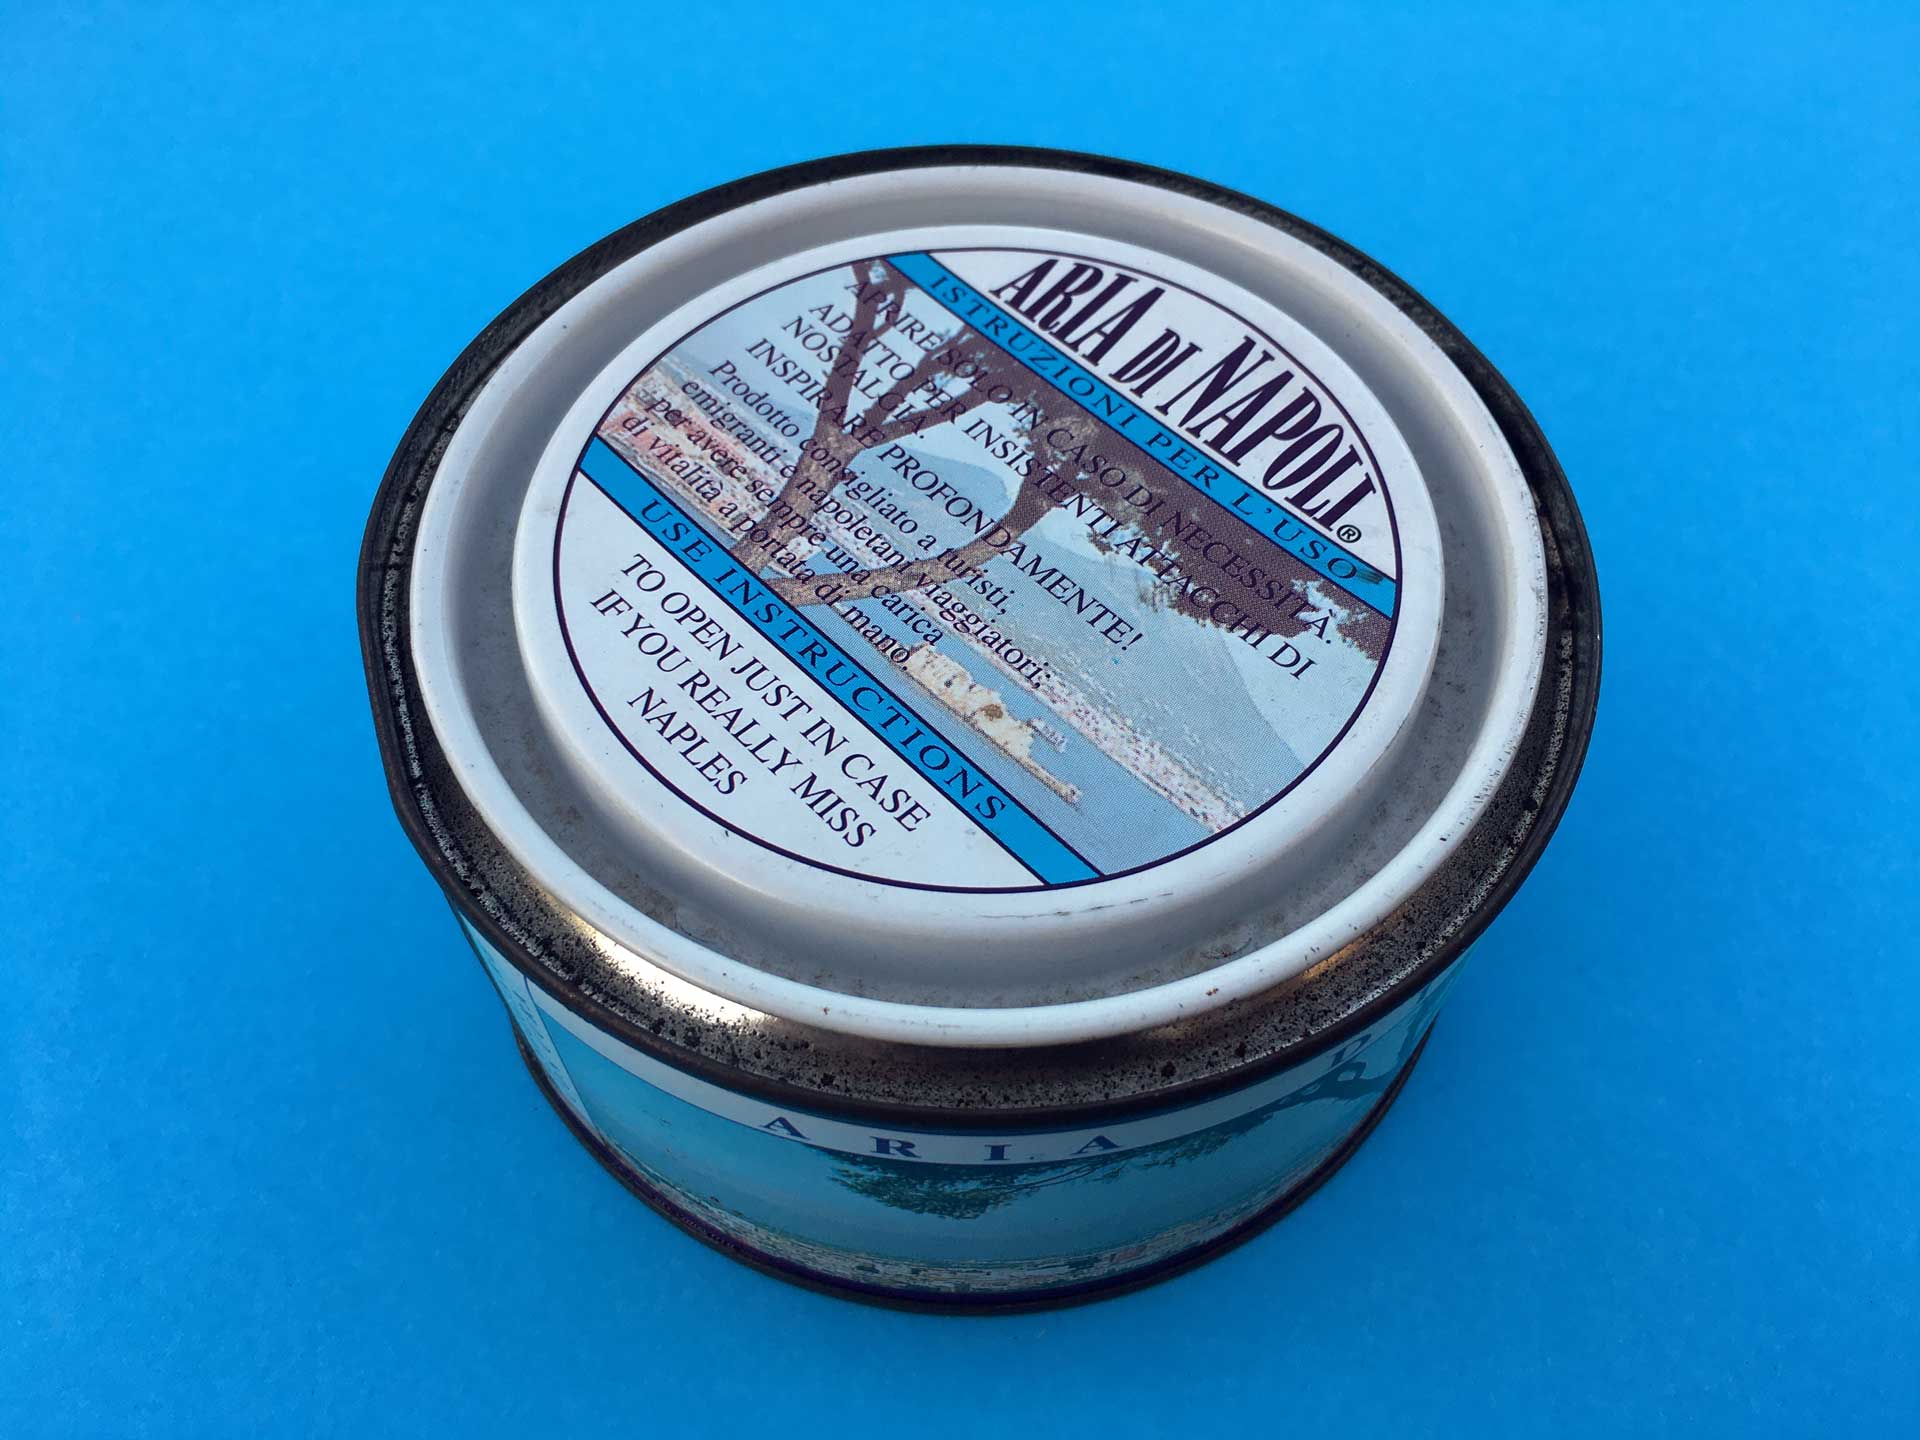 ARIA DI NAPOLI®
ISTRUZIONI PER L'USO
APRIRE SOLO IN CASO DI NECESSITÀ.
ADATTO PER INSISTENTI ATTACCHI DI
NOSTALGIA.
INSPIRARE PROFONDAMENTE!
Prodotto consigliato a turisti,
emigranti e napoletani viaggiatori;
per avere sempre una carica
di vitalità a portata di mano.
USE INSTRUCTIONS
TO OPEN JUST IN CASE
IF YOU REALLY MISS
NAPLES
ARIA